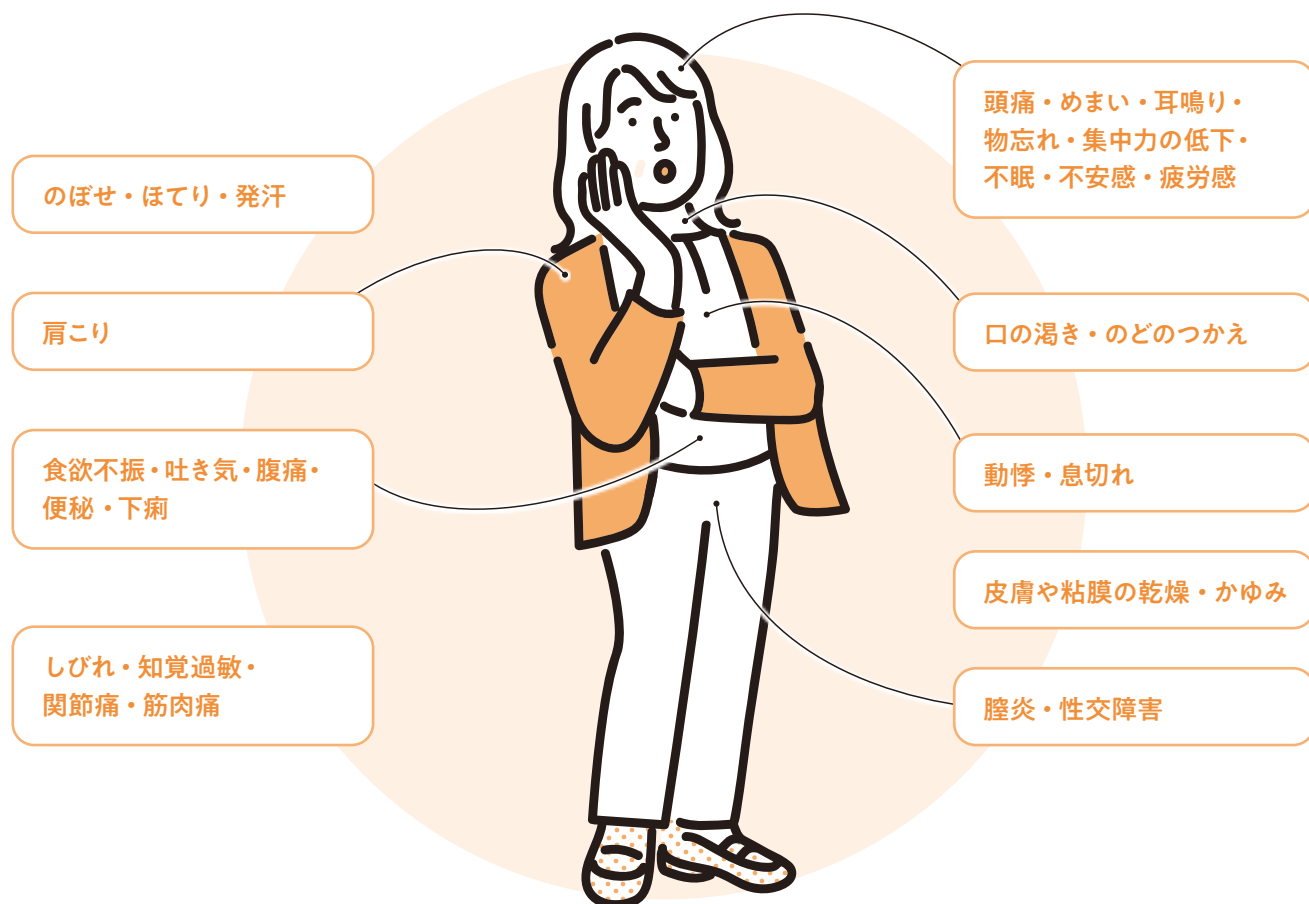 のぼせ・ほてり・発汗
肩こり
食欲不振・吐き気・腹痛・
便秘・下痢
しびれ・知覚過敏・
関節痛・筋肉痛
頭痛・めまい・耳鳴り・
物忘れ・集中力の低下・
不眠・不安感・疲労感
口の渇き・のどのつかえ
動悸・息切れ
皮膚や粘膜の乾燥・かゆみ
膣炎・性交障害